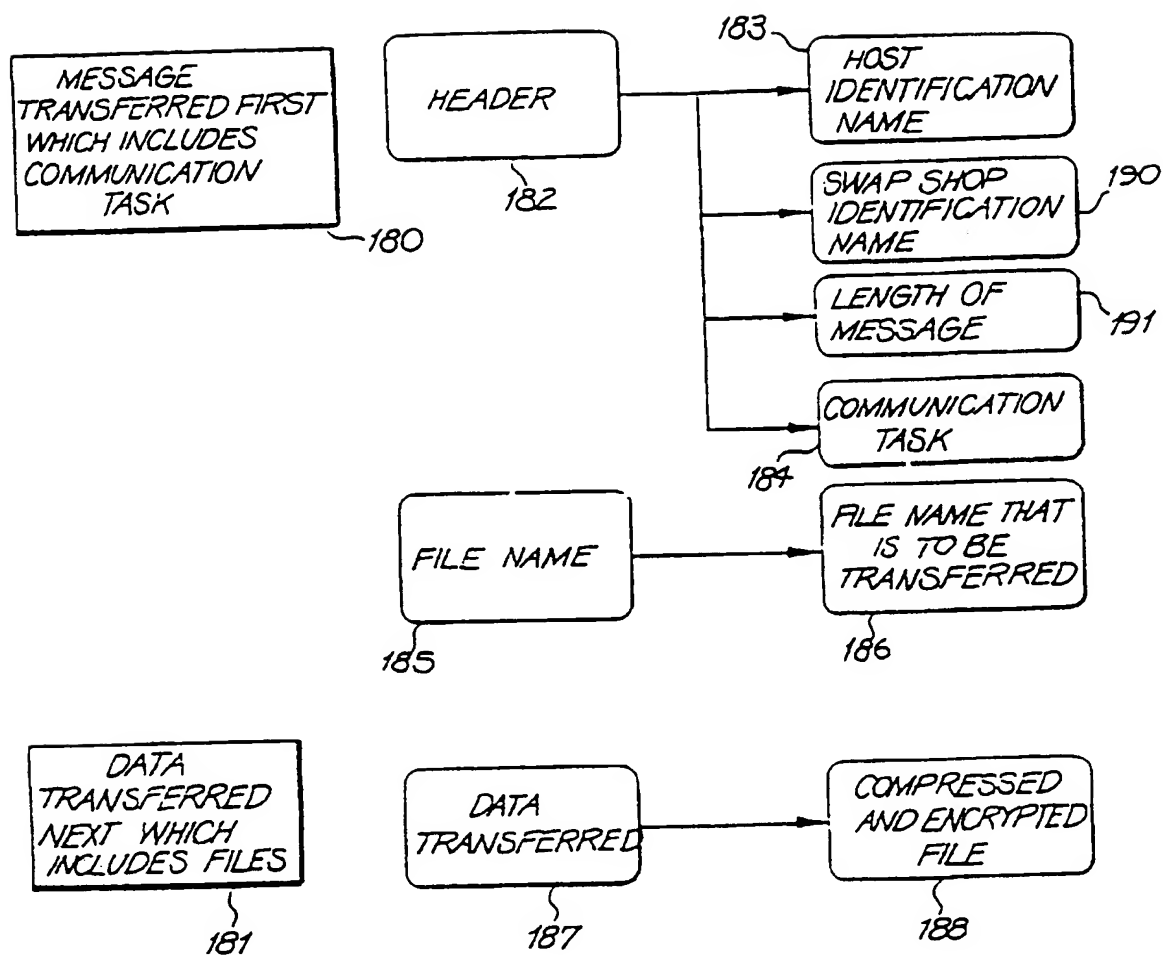 MESSAGE
TRANSFERRED FIRST
WHICH INCLUDES
COMMUNICATION
TASK
180
HEADER
182
183
HOST
IDENTIFICATION
NAME
SWAP SHOP
IDENTIFICATION
NAME
190
LENGTH OF
MESSAGE
191
COMMUNICATION
TASK
184
FILE NAME
185
FILE NAME THAT
IS TO BE
TRANSFERRED
186
DATA
TRANSFERRED
NEXT WHICH
INCLUDES FILES
181
DATA
TRANSFERRED
187
COMPRESSED
AND ENCRYPTED
FILE
188